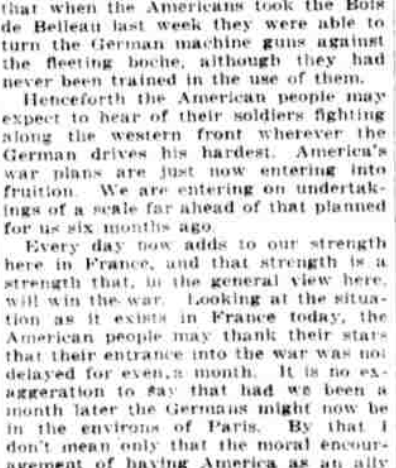 that when the Americans took the Bois
de Belleau last week they were able to
turn the German machine guns against
the fleeting boche, although they had
never been trained in the use of them.
Henceforth the American people may
expect to hear of their soldiers fighting
along the western front wherever the
German drives his hardest. America's
war plans are just now entering into
fruition. We are entering on undertak-
ings of a scale far ahead of that planned
for us six months ago.
Every day now adds to our strength
here in France, and that strength is a
strength that, in the general view here,
will win the war. Looking at the situa-
tion as it exists in France today, the
American people may thank their stars
that their entrance into the war was not
delayed for even a month. It is no ex-
aggeration to say that had we been a
month later the Germans might now be
in the environs of Paris. By that I
don't mean only that the moral encour-
agement of having America as an ally